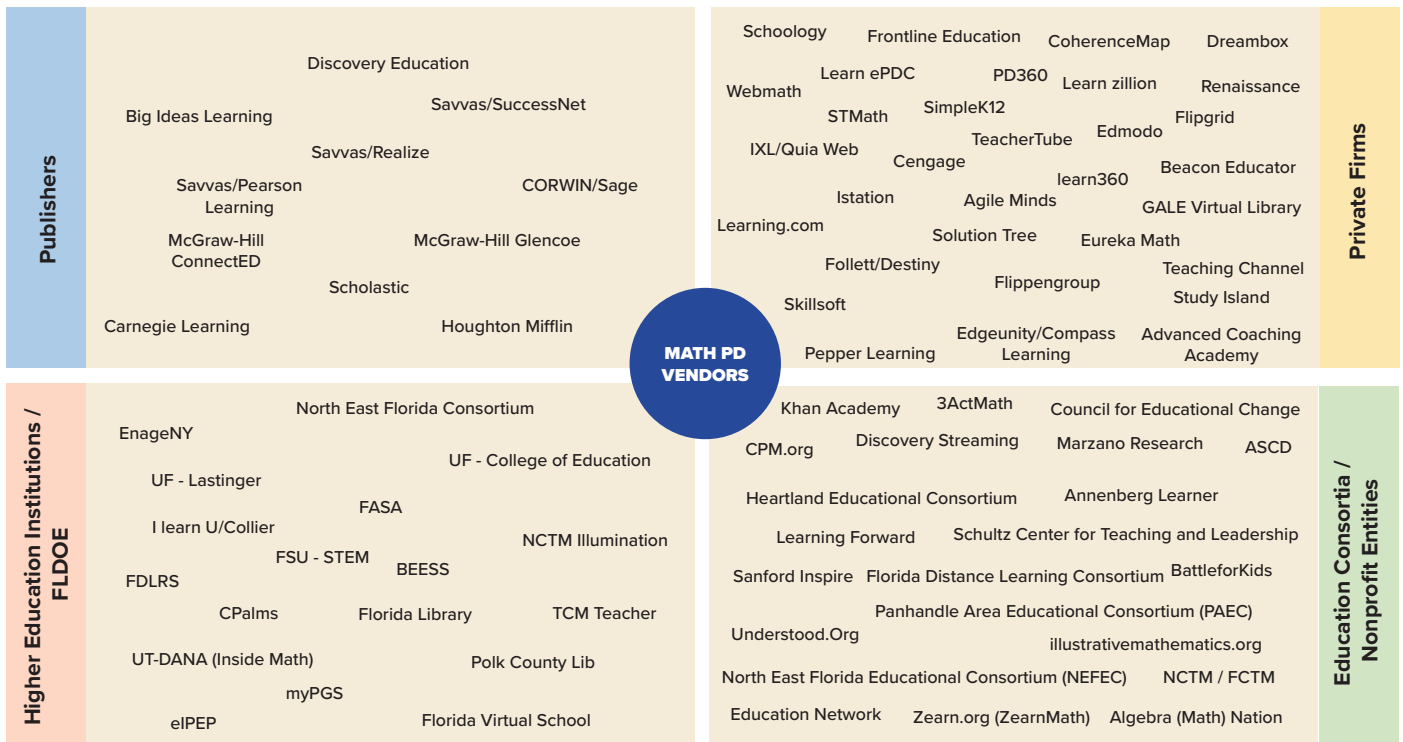 Publishers
Discovery Education
Savvas/SuccessNet
Big Ideas Learning
Savvas/Realize
Savvas/Pearson
Learning
CORWIN/Sage
McGraw-Hill
ConnectED
McGraw-Hill Glencoe
Scholastic
Carnegie Learning
Houghton Mifflin
Private Firms
Schoology
Frontline Education
CoherenceMap
Dreambox
Learn ePDC
PD360
Learn zillion
Renaissance
Webmath
SimpleK12
STMath
Flipgrid
Edmodo
TeacherTube
IXL/Quia Web
Cengage
Beacon Educator
learn360
Istation
Agile Minds
GALE Virtual Library
Learning.com
Solution Tree
Eureka Math
Follett/Destiny
Teaching Channel
Flippengroup
Study Island
Skillsoft
Edgeunity/Compass
Learning
Advanced Coaching
Academy
Pepper Learning
MATH PD
VENDORS
Higher Education Institutions /
FLDOE
North East Florida Consortium
EnageNY
UF - College of Education
UF - Lastinger
FASA
I learn U/Collier
NCTM Illumination
FSU - STEM
BEESS
FDLRS
CPalms
Florida Library
TCM Teacher
UT-DANA (Inside Math)
Polk County Lib
myPGS
eIPEP
Florida Virtual School
Education Consortia /
Nonprofit Entities
Khan Academy
3ActMath
Council for Educational Change
CPM.org
Discovery Streaming
Marzano Research
ASCD
Heartland Educational Consortium
Annenberg Learner
Learning Forward
Schultz Center for Teaching and Leadership
Sanford Inspire
Florida Distance Learning Consortium
BattleforKids
Panhandle Area Educational Consortium (PAEC)
Understood.Org
illustrativemathematics.org
North East Florida Educational Consortium (NEFEC)
NCTM / FCTM
Education Network
Zearn.org (ZearnMath)
Algebra (Math) Nation